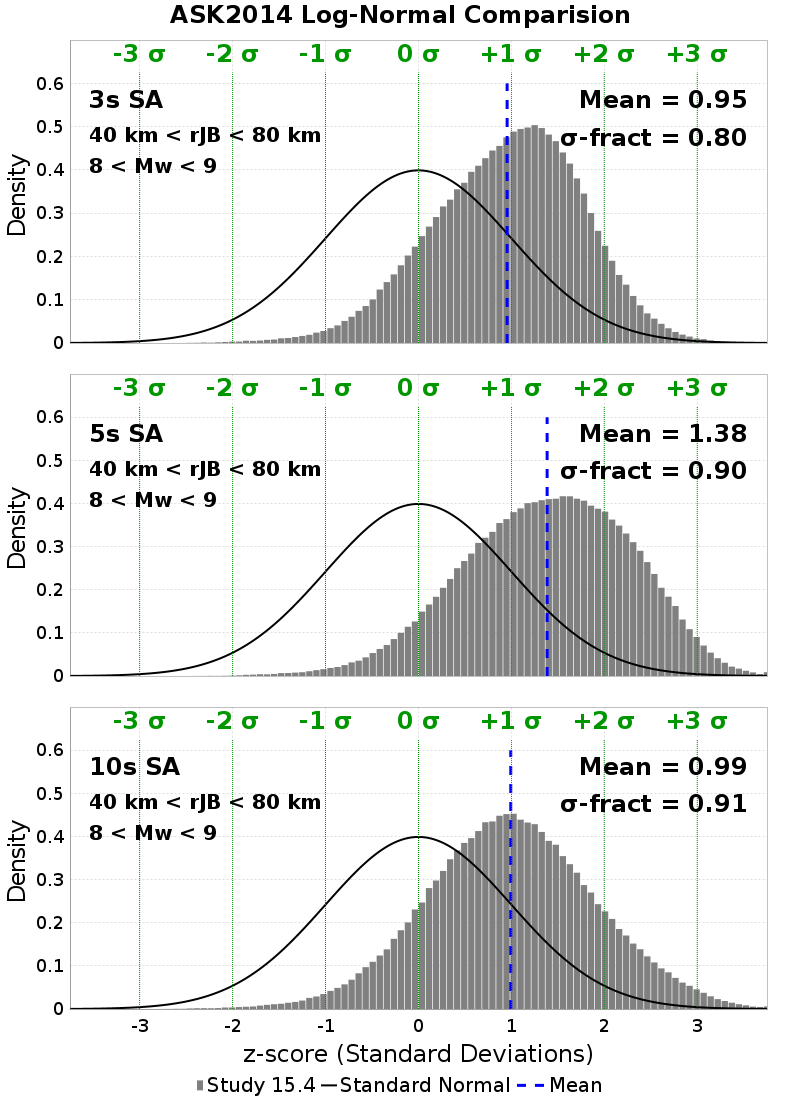 ASK2014 Log-Normal Comparision
-3 σ -2 σ -1 σ 0 σ +1 σ +2 σ +3 σ
3s SA
40 km < rJB < 80 km
8 < Mw < 9
Mean = 0.95
σ-fract = 0.80
0.6
0.5
0.4
0.3
0.2
0.1
0
Density
-3 σ -2 σ -1 σ 0 σ +1 σ +2 σ +3 σ
5s SA
40 km < rJB < 80 km
8 < Mw < 9
Mean = 1.38
σ-fract = 0.90
0.6
0.5
0.4
0.3
0.2
0.1
0
Density
-3 σ -2 σ -1 σ 0 σ +1 σ +2 σ +3 σ
10s SA
40 km < rJB < 80 km
8 < Mw < 9
Mean = 0.99
σ-fract = 0.91
0.6
0.5
0.4
0.3
0.2
0.1
0
Density
-3 -2 -1 0 1 2 3
z-score (Standard Deviations)
Study 15.4 Standard Normal Mean